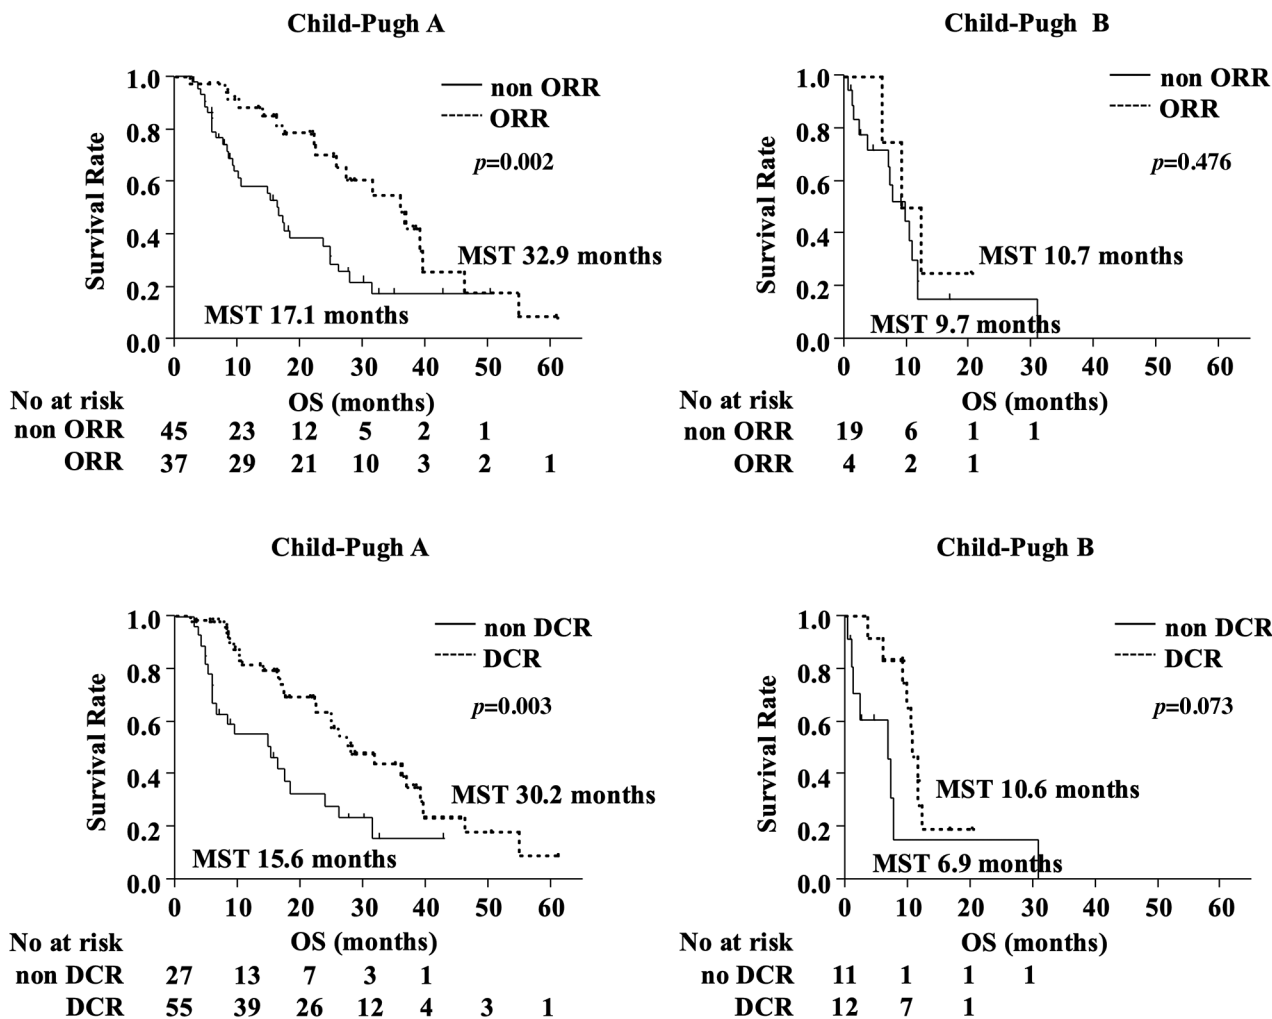 Child-Pugh A
1.0
0.8
0.6
0.4
0.2
0.0
Survival Rate
non ORR
ORR
p=0.002
MST 32.9 months
MST 17.1 months
0 10 20 30 40 50 60
OS (months)
No at risk
non ORR 45 23 12 5 2 1
ORR 37 29 21 10 3 2 1
Child-Pugh B
1.0
0.8
0.6
0.4
0.2
0.0
Survival Rate
non ORR
ORR
p=0.476
MST 10.7 months
MST 9.7 months
0 10 20 30 40 50 60
OS (months)
No at risk
non ORR 19 6 1 1
ORR 4 2 1
Child-Pugh A
1.0
0.8
0.6
0.4
0.2
0.0
Survival Rate
non DCR
DCR
p=0.003
MST 30.2 months
MST 15.6 months
0 10 20 30 40 50 60
OS (months)
No at risk
non DCR 27 13 7 3 1
DCR 55 39 26 12 4 3 1
Child-Pugh B
1.0
0.8
0.6
0.4
0.2
0.0
Survival Rate
non DCR
DCR
p=0.073
MST 10.6 months
MST 6.9 months
0 10 20 30 40 50 60
OS (months)
No at risk
no DCR 11 1 1 1
DCR 12 7 1